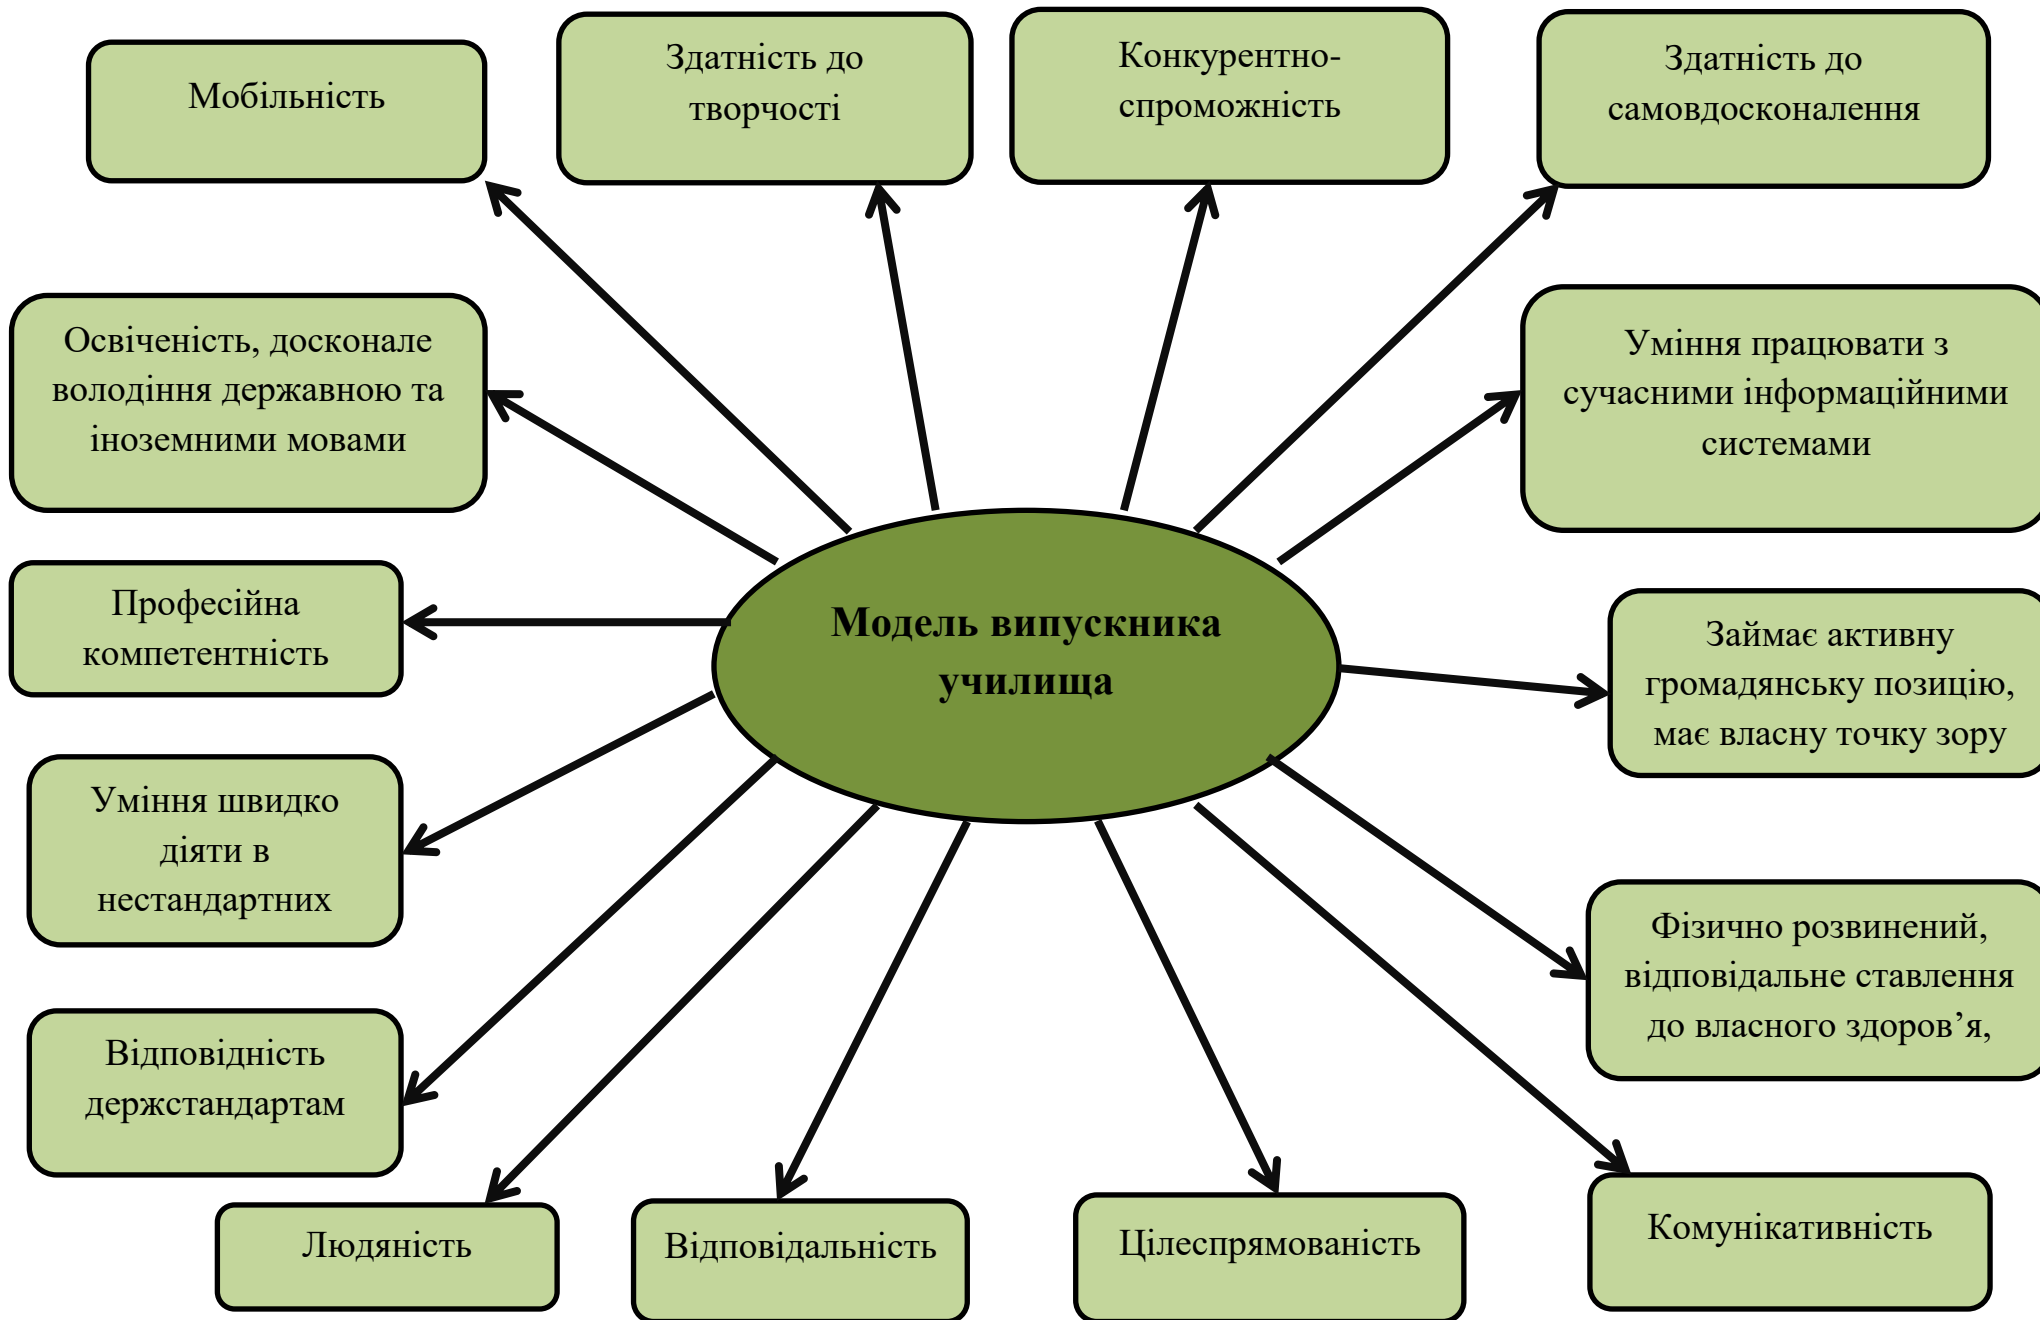 Мобільність
Здатність до
творчості
Конкурентно-
спроможність
Здатність до
самовдосконалення
Освіченість, досконале
володіння державною та
іноземними мовами
Уміння працювати з
сучасними інформаційними
системами
Професійна
компетентність
Модель випускника
училища
Займає активну
громадянську позицію,
має власну точку зору
Уміння швидко
діяти в
нестандартних
Фізично розвинений,
відповідальне ставлення
до власного здоров’я,
Відповідність
держстандартам
Людяність
Відповідальність
Цілеспрямованість
Комунікативність